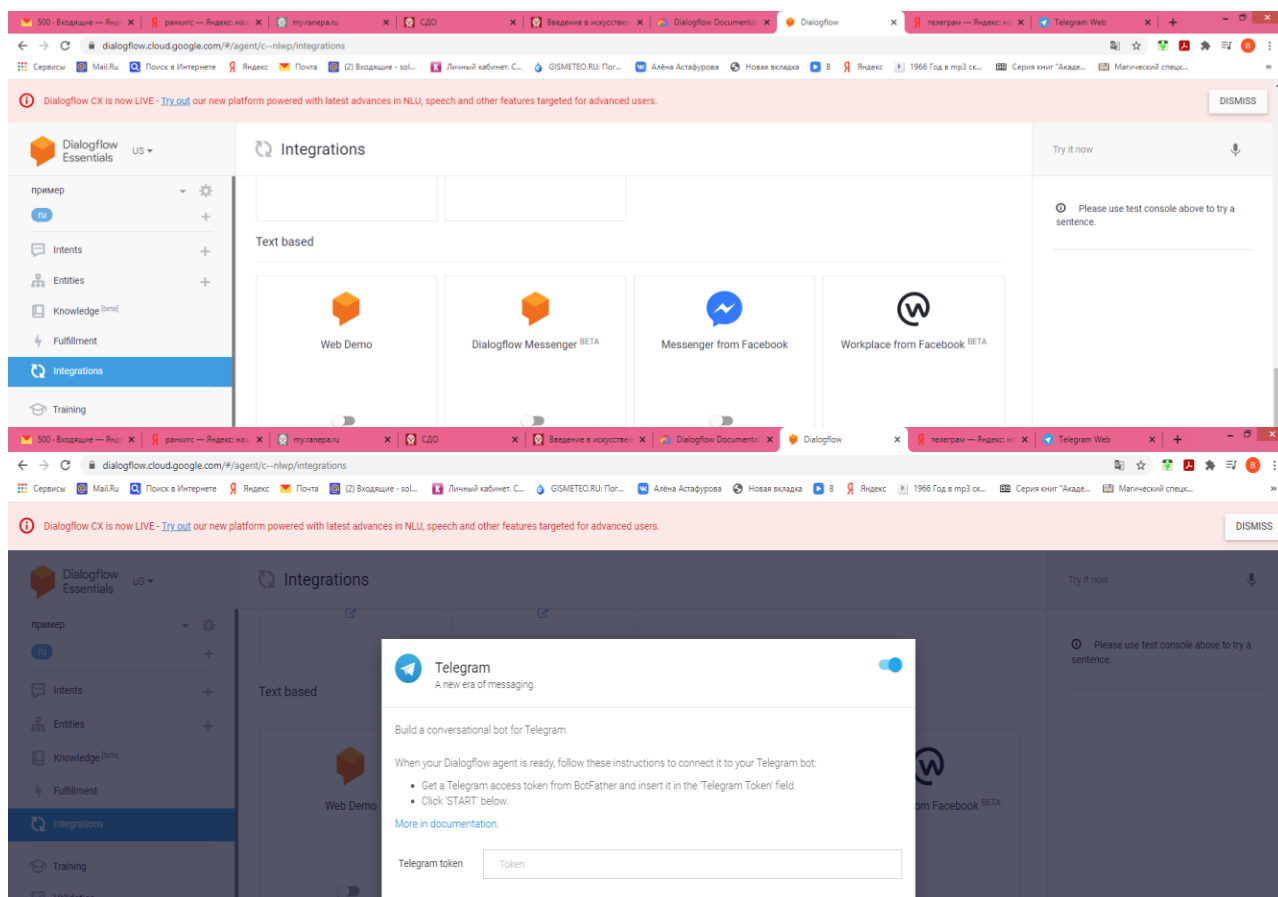 500 · Входящие — Янд
ранхигс — Яндекс: наш
my.ranepa.ru
СДО
Введение в искусствен
Dialogflow Documentat
Dialogflow
телеграм — Яндекс: на
Telegram Web
dialogflow.cloud.google.com/#/agent/c--nlwp/integrations
Сервисы
Mail.Ru
Поиск в Интернете
Яндекс
Почта
(2) Входящие - sol...
Личный кабинет. С...
GISMETEO.RU: Пог...
Алёна Астафурова
Новая вкладка
В
Яндекс
1966 Год в mp3 ск...
Серия книг "Акаде...
Магический спецк...
Dialogflow CX is now LIVE - Try out our new platform powered with latest advances in NLU, speech and other features targeted for advanced users.
DISMISS
Dialogflow
Essentials
US
Integrations
Try it now
пример
ru
Please use test console above to try a
sentence.
Intents
Entities
Knowledge [beta]
Fulfillment
Integrations
Training
Text based
Web Demo
Dialogflow Messenger BETA
Messenger from Facebook
Workplace from Facebook BETA
500 · Входящие — Янд
ранхигс — Яндекс: наш
my.ranepa.ru
СДО
Введение в искусствен
Dialogflow Documentat
Dialogflow
телеграм — Яндекс: на
Telegram Web
dialogflow.cloud.google.com/#/agent/c--nlwp/integrations
Сервисы
Mail.Ru
Поиск в Интернете
Яндекс
Почта
(2) Входящие - sol...
Личный кабинет. С...
GISMETEO.RU: Пог...
Алёна Астафурова
Новая вкладка
В
Яндекс
1966 Год в mp3 ск...
Серия книг "Акаде...
Магический спецк...
Dialogflow CX is now LIVE - Try out our new platform powered with latest advances in NLU, speech and other features targeted for advanced users.
DISMISS
Dialogflow
Essentials
US
Integrations
Try it now
пример
ru
Please use test console above to try a
sentence.
Intents
Entities
Knowledge [beta]
Fulfillment
Integrations
Training
Text based
Web Demo
om Facebook BETA
Telegram
A new era of messaging.
Build a conversational bot for Telegram.
When your Dialogflow agent is ready, follow these instructions to connect it to your Telegram bot:
• Get a Telegram access token from BotFather and insert it in the 'Telegram Token' field.
• Click 'START' below.
More in documentation.
Telegram token
Token